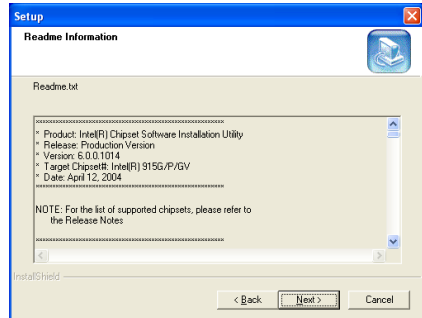 Setup
Readme Information
Readme.txt
************************************************************
* Product: Intel(R) Chipset Software Installation Utility
* Release: Production Version
* Version: 6.0.0.1014
* Target Chipset#: Intel(R) 915G/P/GV
* Date: April 12, 2004
************************************************************
NOTE: For the list of supported chipsets, please refer to
the Release Notes
************************************************************
InstallShield
< Back
Next >
Cancel